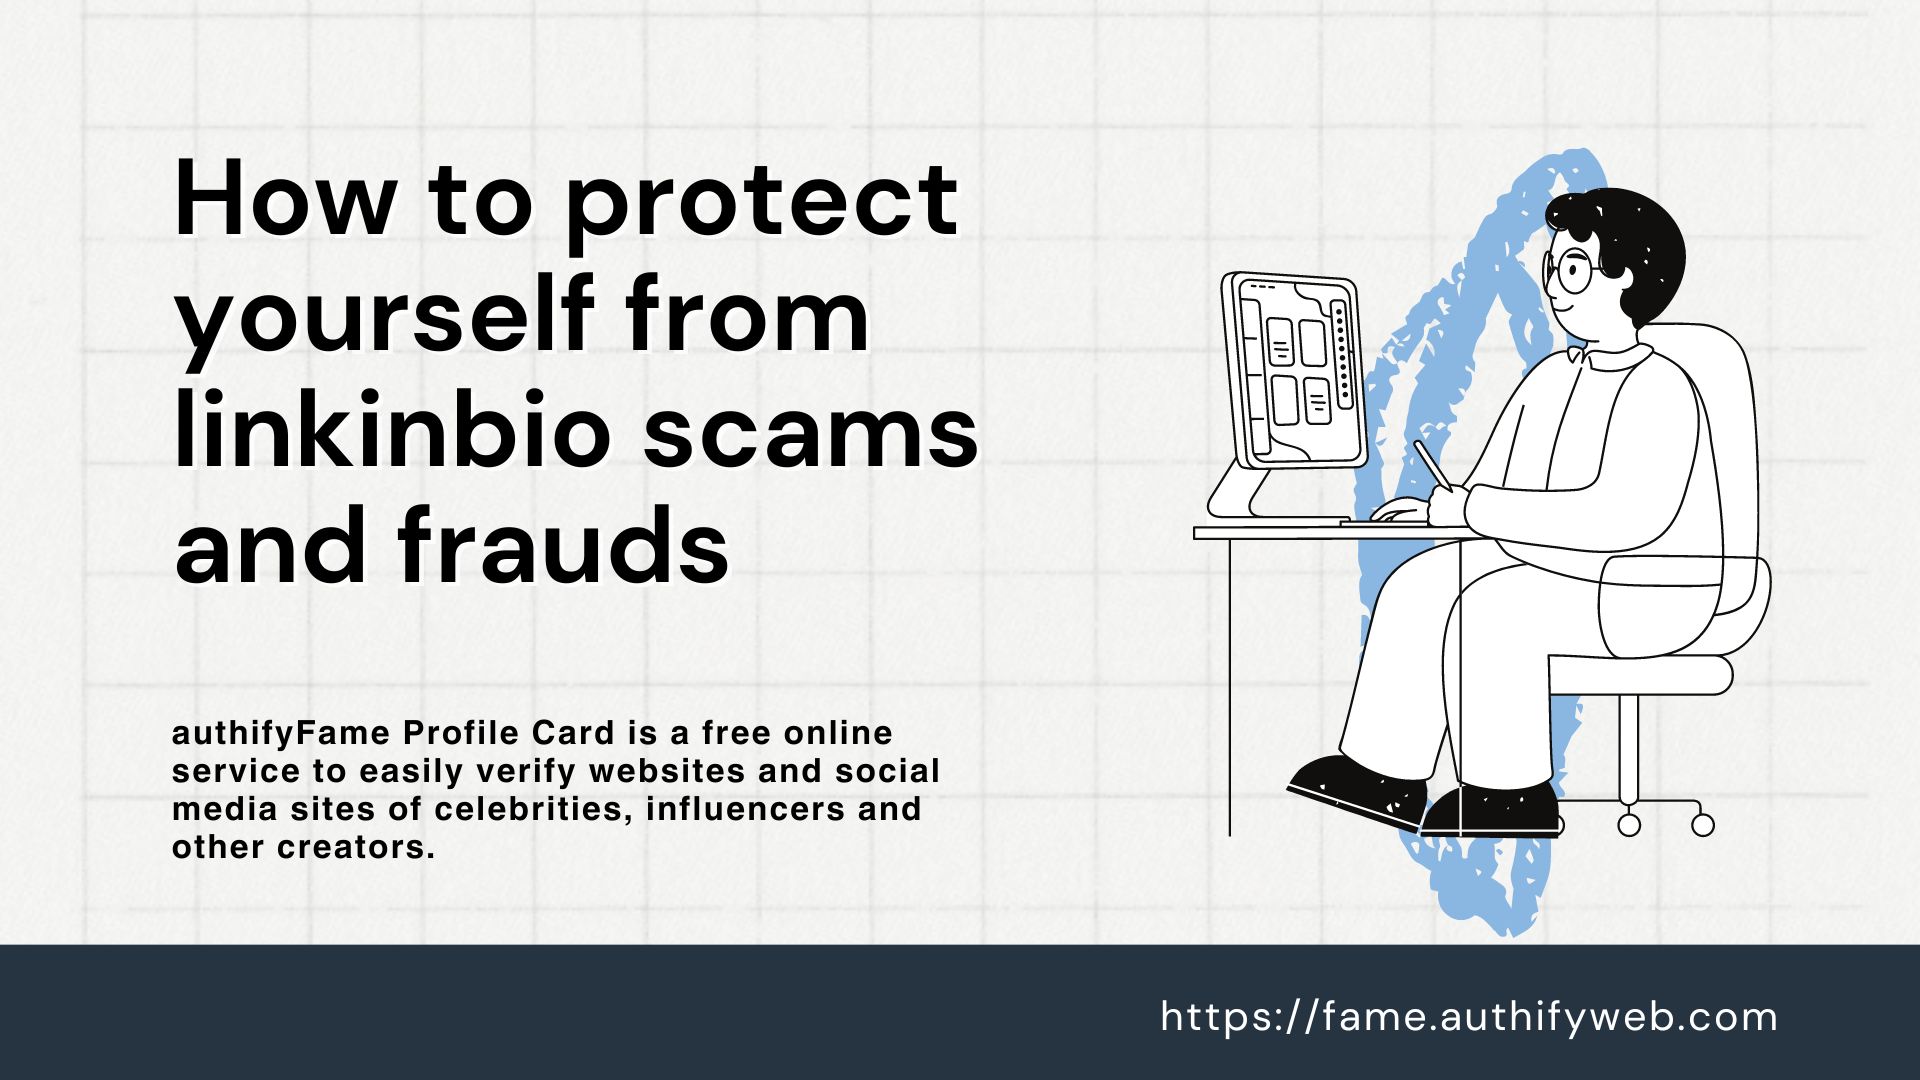 How to protect
yourself from
linkinbio scams
and frauds
authifyFame Profile Card is a free online
service to easily verify websites and social
media sites of celebrities, influencers and
other creators.
https://fame.authifyweb.com